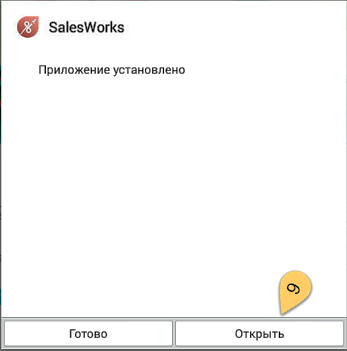 SalesWorks
Приложение установлено
9
Готово
Открыть